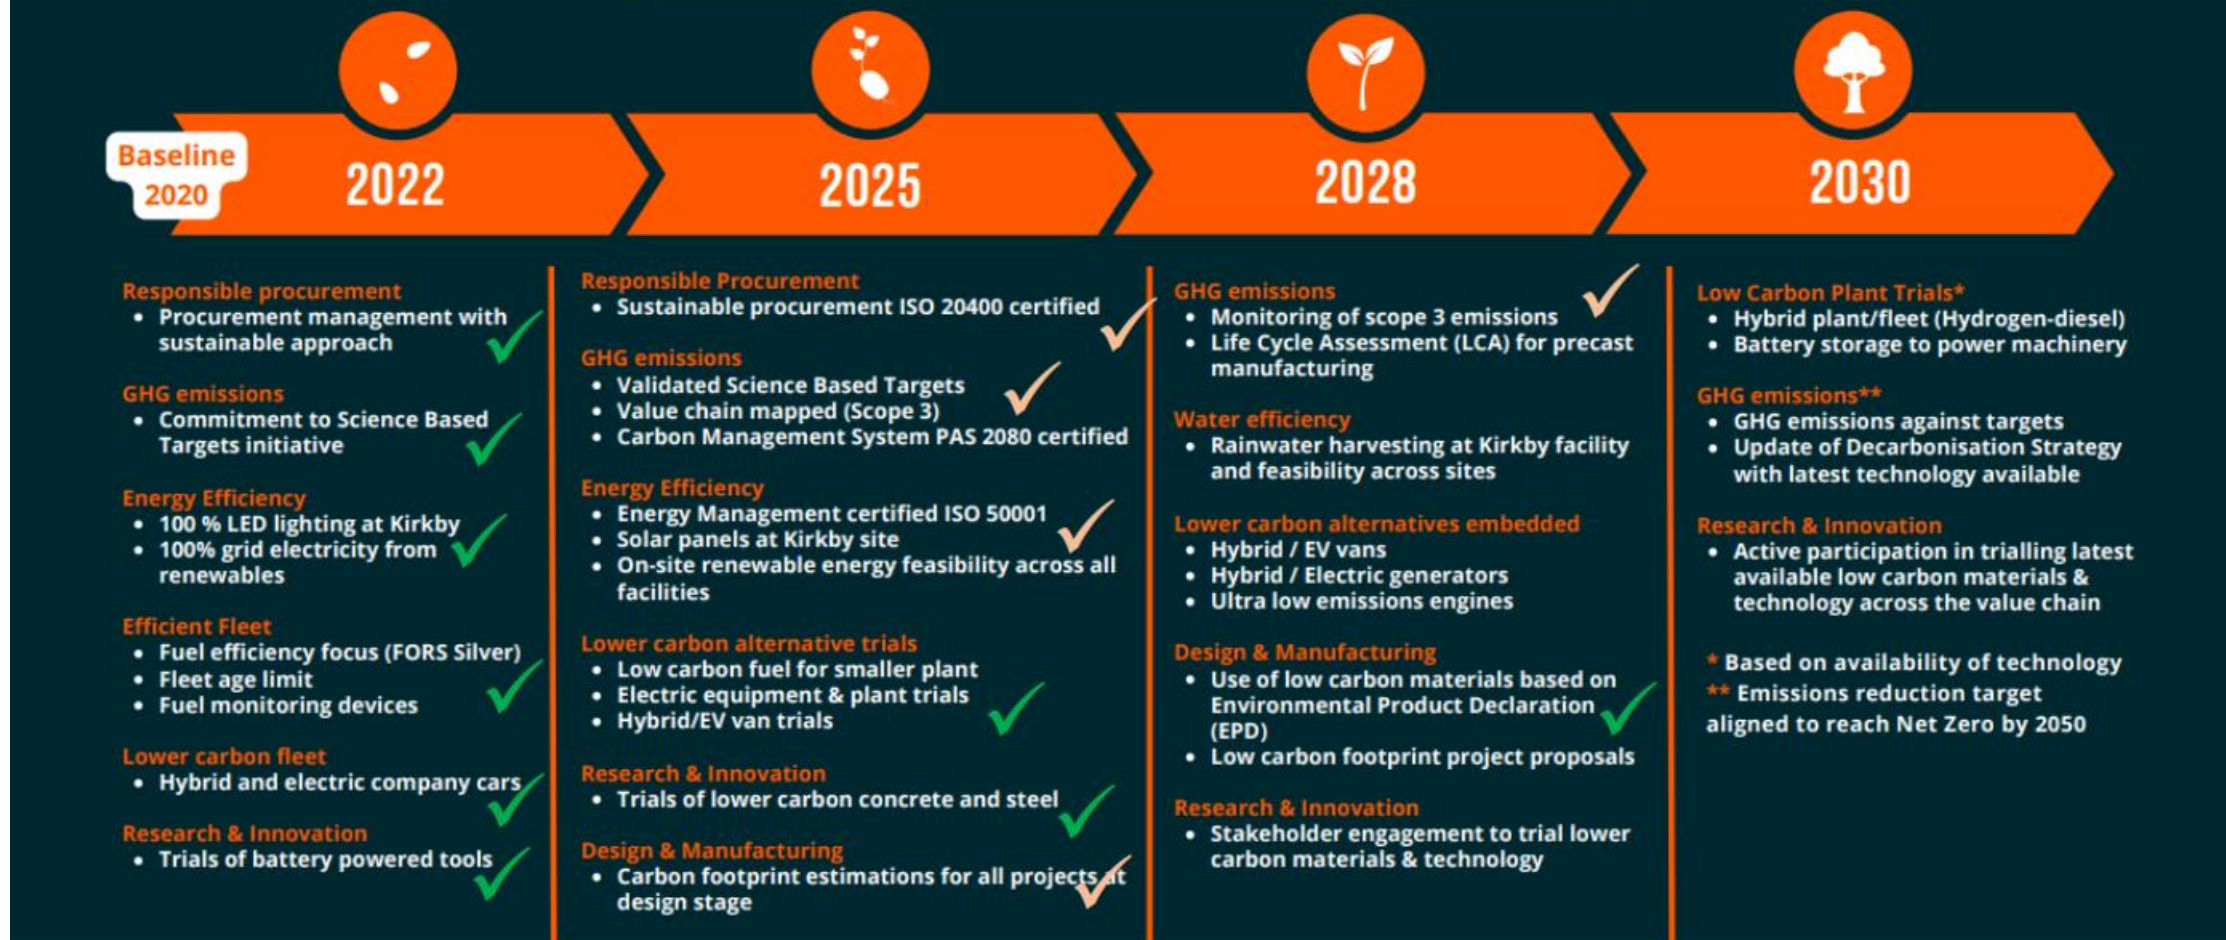 Baseline
2020
2022
2025
2028
2030
Responsible procurement
• Procurement management with
sustainable approach
GHG emissions
• Commitment to Science Based
Targets initiative
Energy Efficiency
• 100 % LED lighting at Kirkby
• 100% grid electricity from
renewables
Efficient Fleet
• Fuel efficiency focus (FORS Silver)
• Fleet age limit
• Fuel monitoring devices
Lower carbon fleet
• Hybrid and electric company cars
Research & Innovation
• Trials of battery powered tools
Responsible Procurement
• Sustainable procurement ISO 20400 certified
GHG emissions
• Validated Science Based Targets
• Value chain mapped (Scope 3)
• Carbon Management System PAS 2080 certified
Energy Efficiency
• Energy Management certified ISO 50001
• Solar panels at Kirkby site
• On-site renewable energy feasibility across all
facilities
Lower carbon alternative trials
• Low carbon fuel for smaller plant
• Electric equipment & plant trials
• Hybrid/EV van trials
Research & Innovation
• Trials of lower carbon concrete and steel
Design & Manufacturing
• Carbon footprint estimations for all projects at
design stage
GHG emissions
• Monitoring of scope 3 emissions
• Life Cycle Assessment (LCA) for precast
manufacturing
Water efficiency
• Rainwater harvesting at Kirkby facility
and feasibility across sites
Lower carbon alternatives embedded
• Hybrid / EV vans
• Hybrid / Electric generators
• Ultra low emissions engines
Design & Manufacturing
• Use of low carbon materials based on
Environmental Product Declaration
(EPD)
• Low carbon footprint project proposals
Research & Innovation
• Stakeholder engagement to trial lower
carbon materials & technology
Low Carbon Plant Trials*
• Hybrid plant/fleet (Hydrogen-diesel)
• Battery storage to power machinery
GHG emissions**
• GHG emissions against targets
• Update of Decarbonisation Strategy
with latest technology available
Research & Innovation
• Active participation in trialling latest
available low carbon materials &
technology across the value chain
* Based on availability of technology
** Emissions reduction target
aligned to reach Net Zero by 2050